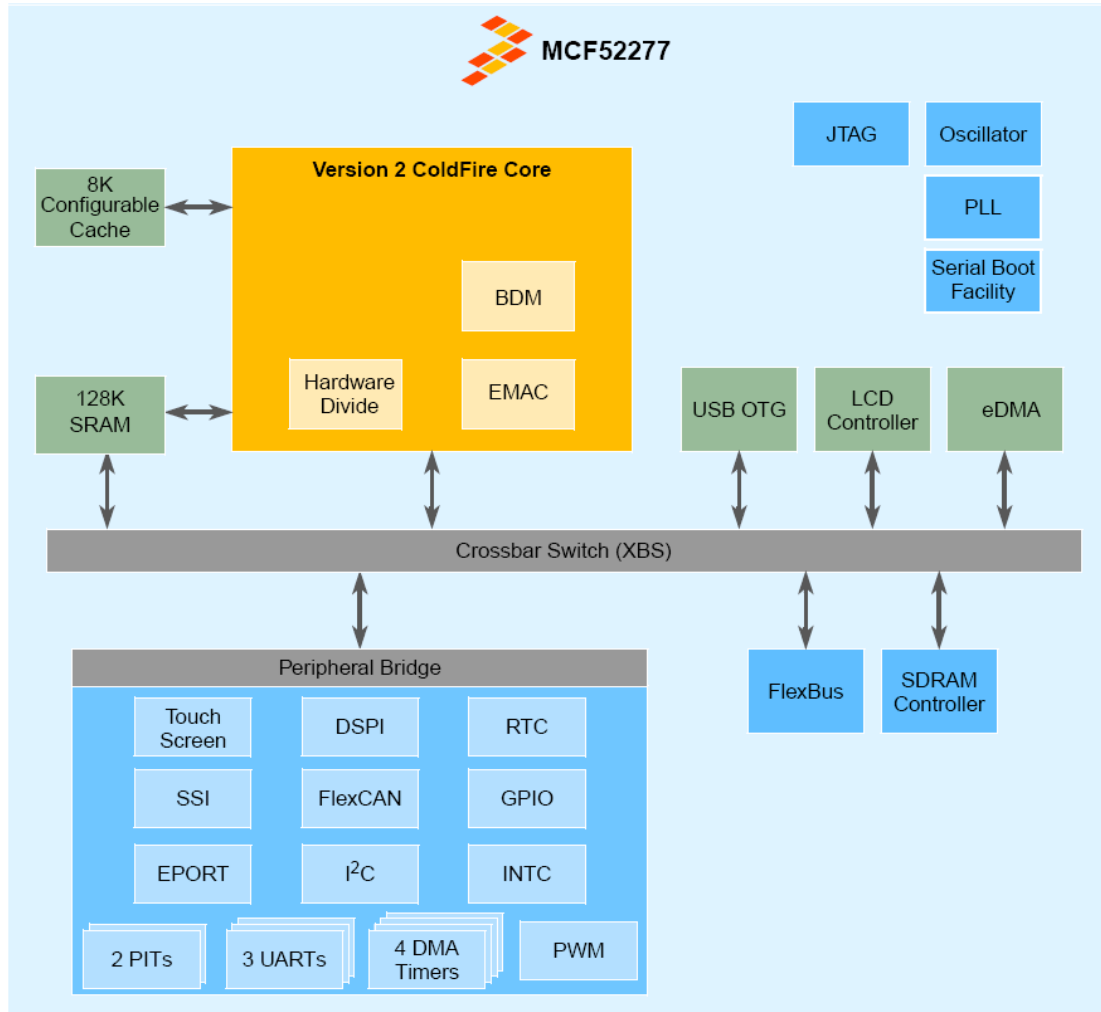 MCF52277
JTAG
Oscillator
Version 2 ColdFire Core
8K
Configurable
Cache
PLL
Serial Boot
Facility
BDM
Hardware
Divide
EMAC
128K
SRAM
USB OTG
LCD
Controller
eDMA
Crossbar Switch (XBS)
Peripheral Bridge
FlexBus
SDRAM
Controller
Touch
Screen
DSPI
RTC
SSI
FlexCAN
GPIO
EPORT
I²C
INTC
2 PITs
3 UARTs
4 DMA
Timers
PWM